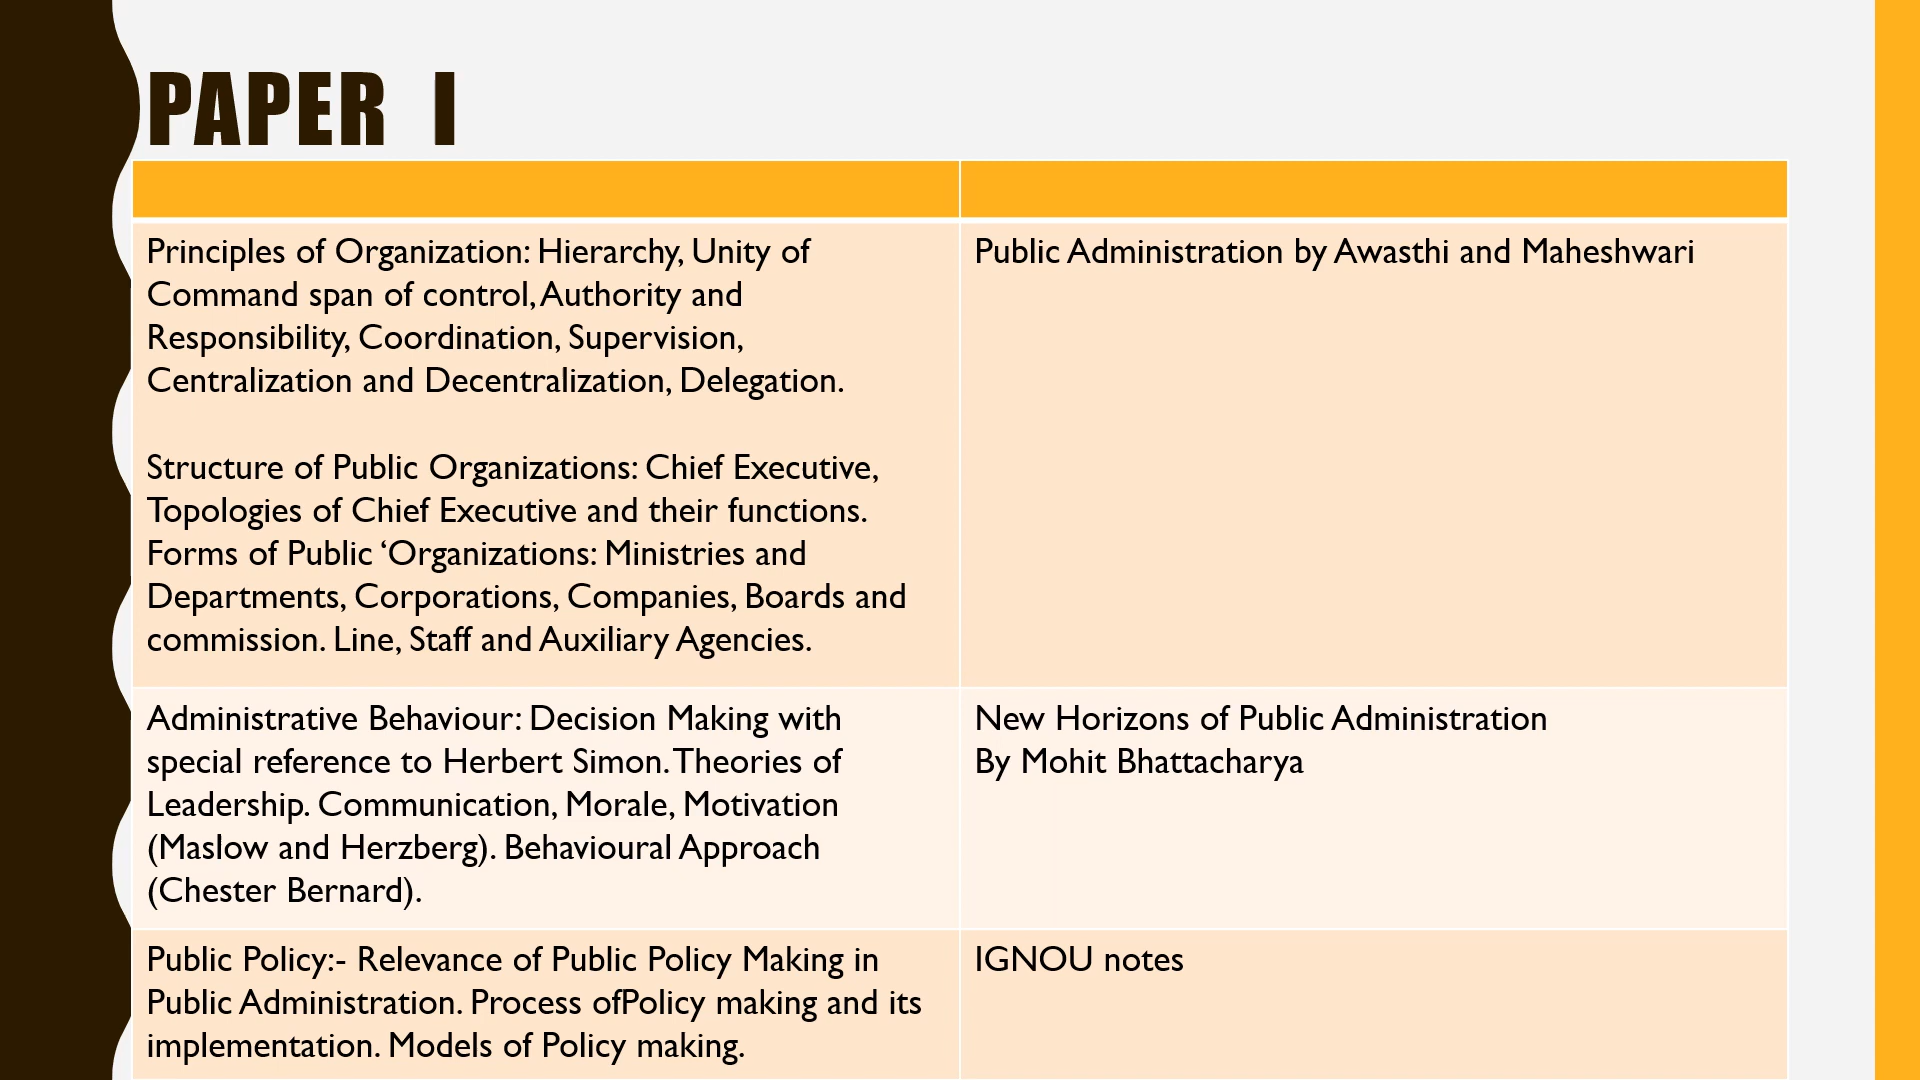 PAPER I
Principles of Organization: Hierarchy, Unity of
Command span of control, Authority and
Responsibility, Coordination, Supervision,
Centralization and Decentralization, Delegation.
Structure of Public Organizations: Chief Executive,
Topologies of Chief Executive and their functions.
Forms of Public ‘Organizations: Ministries and
Departments, Corporations, Companies, Boards and
commission. Line, Staff and Auxiliary Agencies.
Public Administration by Awasthi and Maheshwari
Administrative Behaviour: Decision Making with
special reference to Herbert Simon. Theories of
Leadership. Communication, Morale, Motivation
(Maslow and Herzberg). Behavioural Approach
(Chester Bernard).
New Horizons of Public Administration
By Mohit Bhattacharya
Public Policy:- Relevance of Public Policy Making in
Public Administration. Process ofPolicy making and its
implementation. Models of Policy making.
IGNOU notes